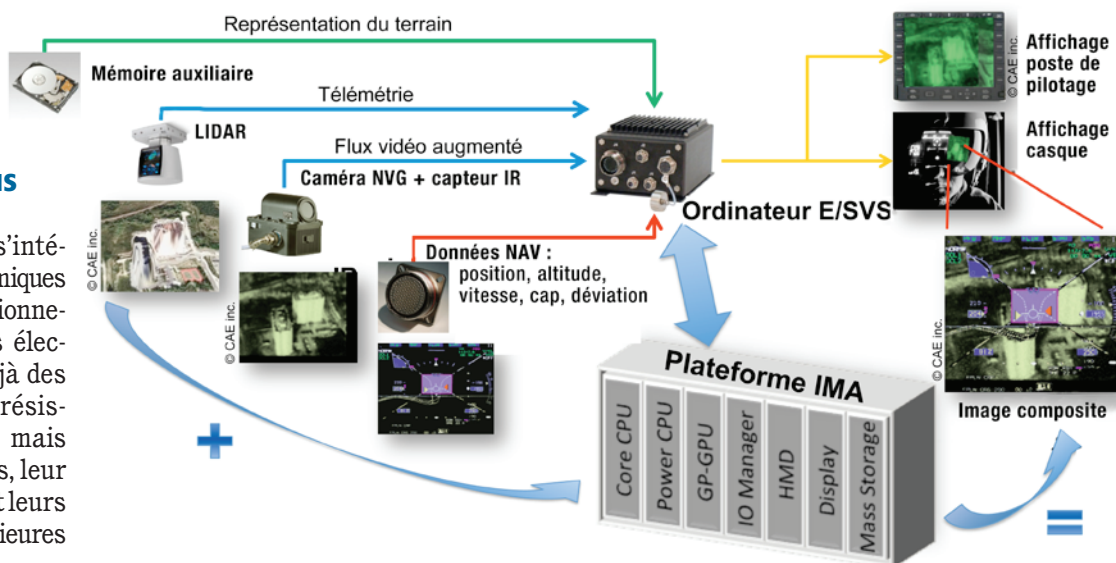 Représentation du terrain
Mémoire auxiliaire
Télémétrie
LIDAR
Flux vidéo augmenté
Caméra NVG + capteur IR
Données NAV :
position, altitude,
vitesse, cap, déviation
Ordinateur E/SVS
Affichage
poste de
pilotage
© CAE inc.
Affichage
casque
© CAE inc.
© CAE inc.
© CAE inc.
Image composite
Plateforme IMA
Core CPU
Power CPU
GP-GPU
IO Manager
HMD
Display
Mass Storage
+
=
us
s'inté-
niques
ionne-
s élec-
jà des
résis-
mais
s, leur
t leurs
ieures